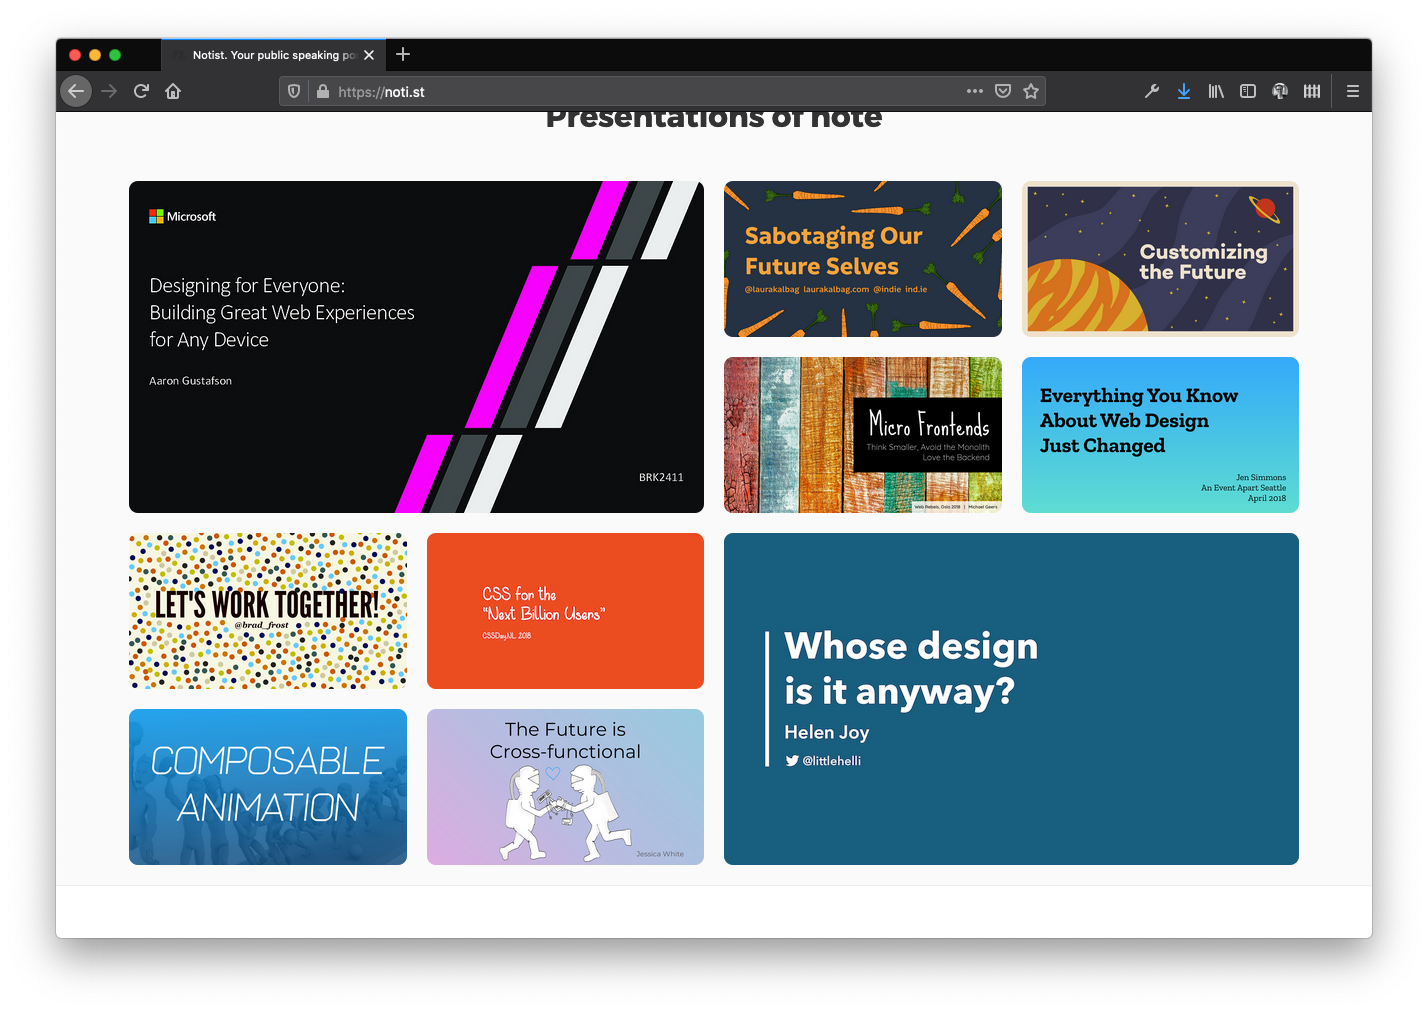 Notist. Your public speaking po
https://noti.st
Presentations of note
Microsoft
Designing for Everyone:
Building Great Web Experiences
for Any Device
Aaron Gustafson
BRK2411
Sabotaging Our
Future Selves
@laurakalbag laurakalbag.com @indie ind.ie
Customizing
the Future
Micro Frontends
Think Smaller, Avoid the Monolith
Love the Backend
Web Rebels, Oslo 2018 | Michael Geers
Everything You Know
About Web Design
Just Changed
Jen Simmons
An Event Apart Seattle
April 2018
LET'S WORK TOGETHER!
@brad_frost
CSS for the
“Next Billion Users”
CSSDay.NL 2018
Whose design
is it anyway?
Helen Joy
@littlehelli
COMPOSABLE
ANIMATION
The Future is
Cross-functional
Jessica White